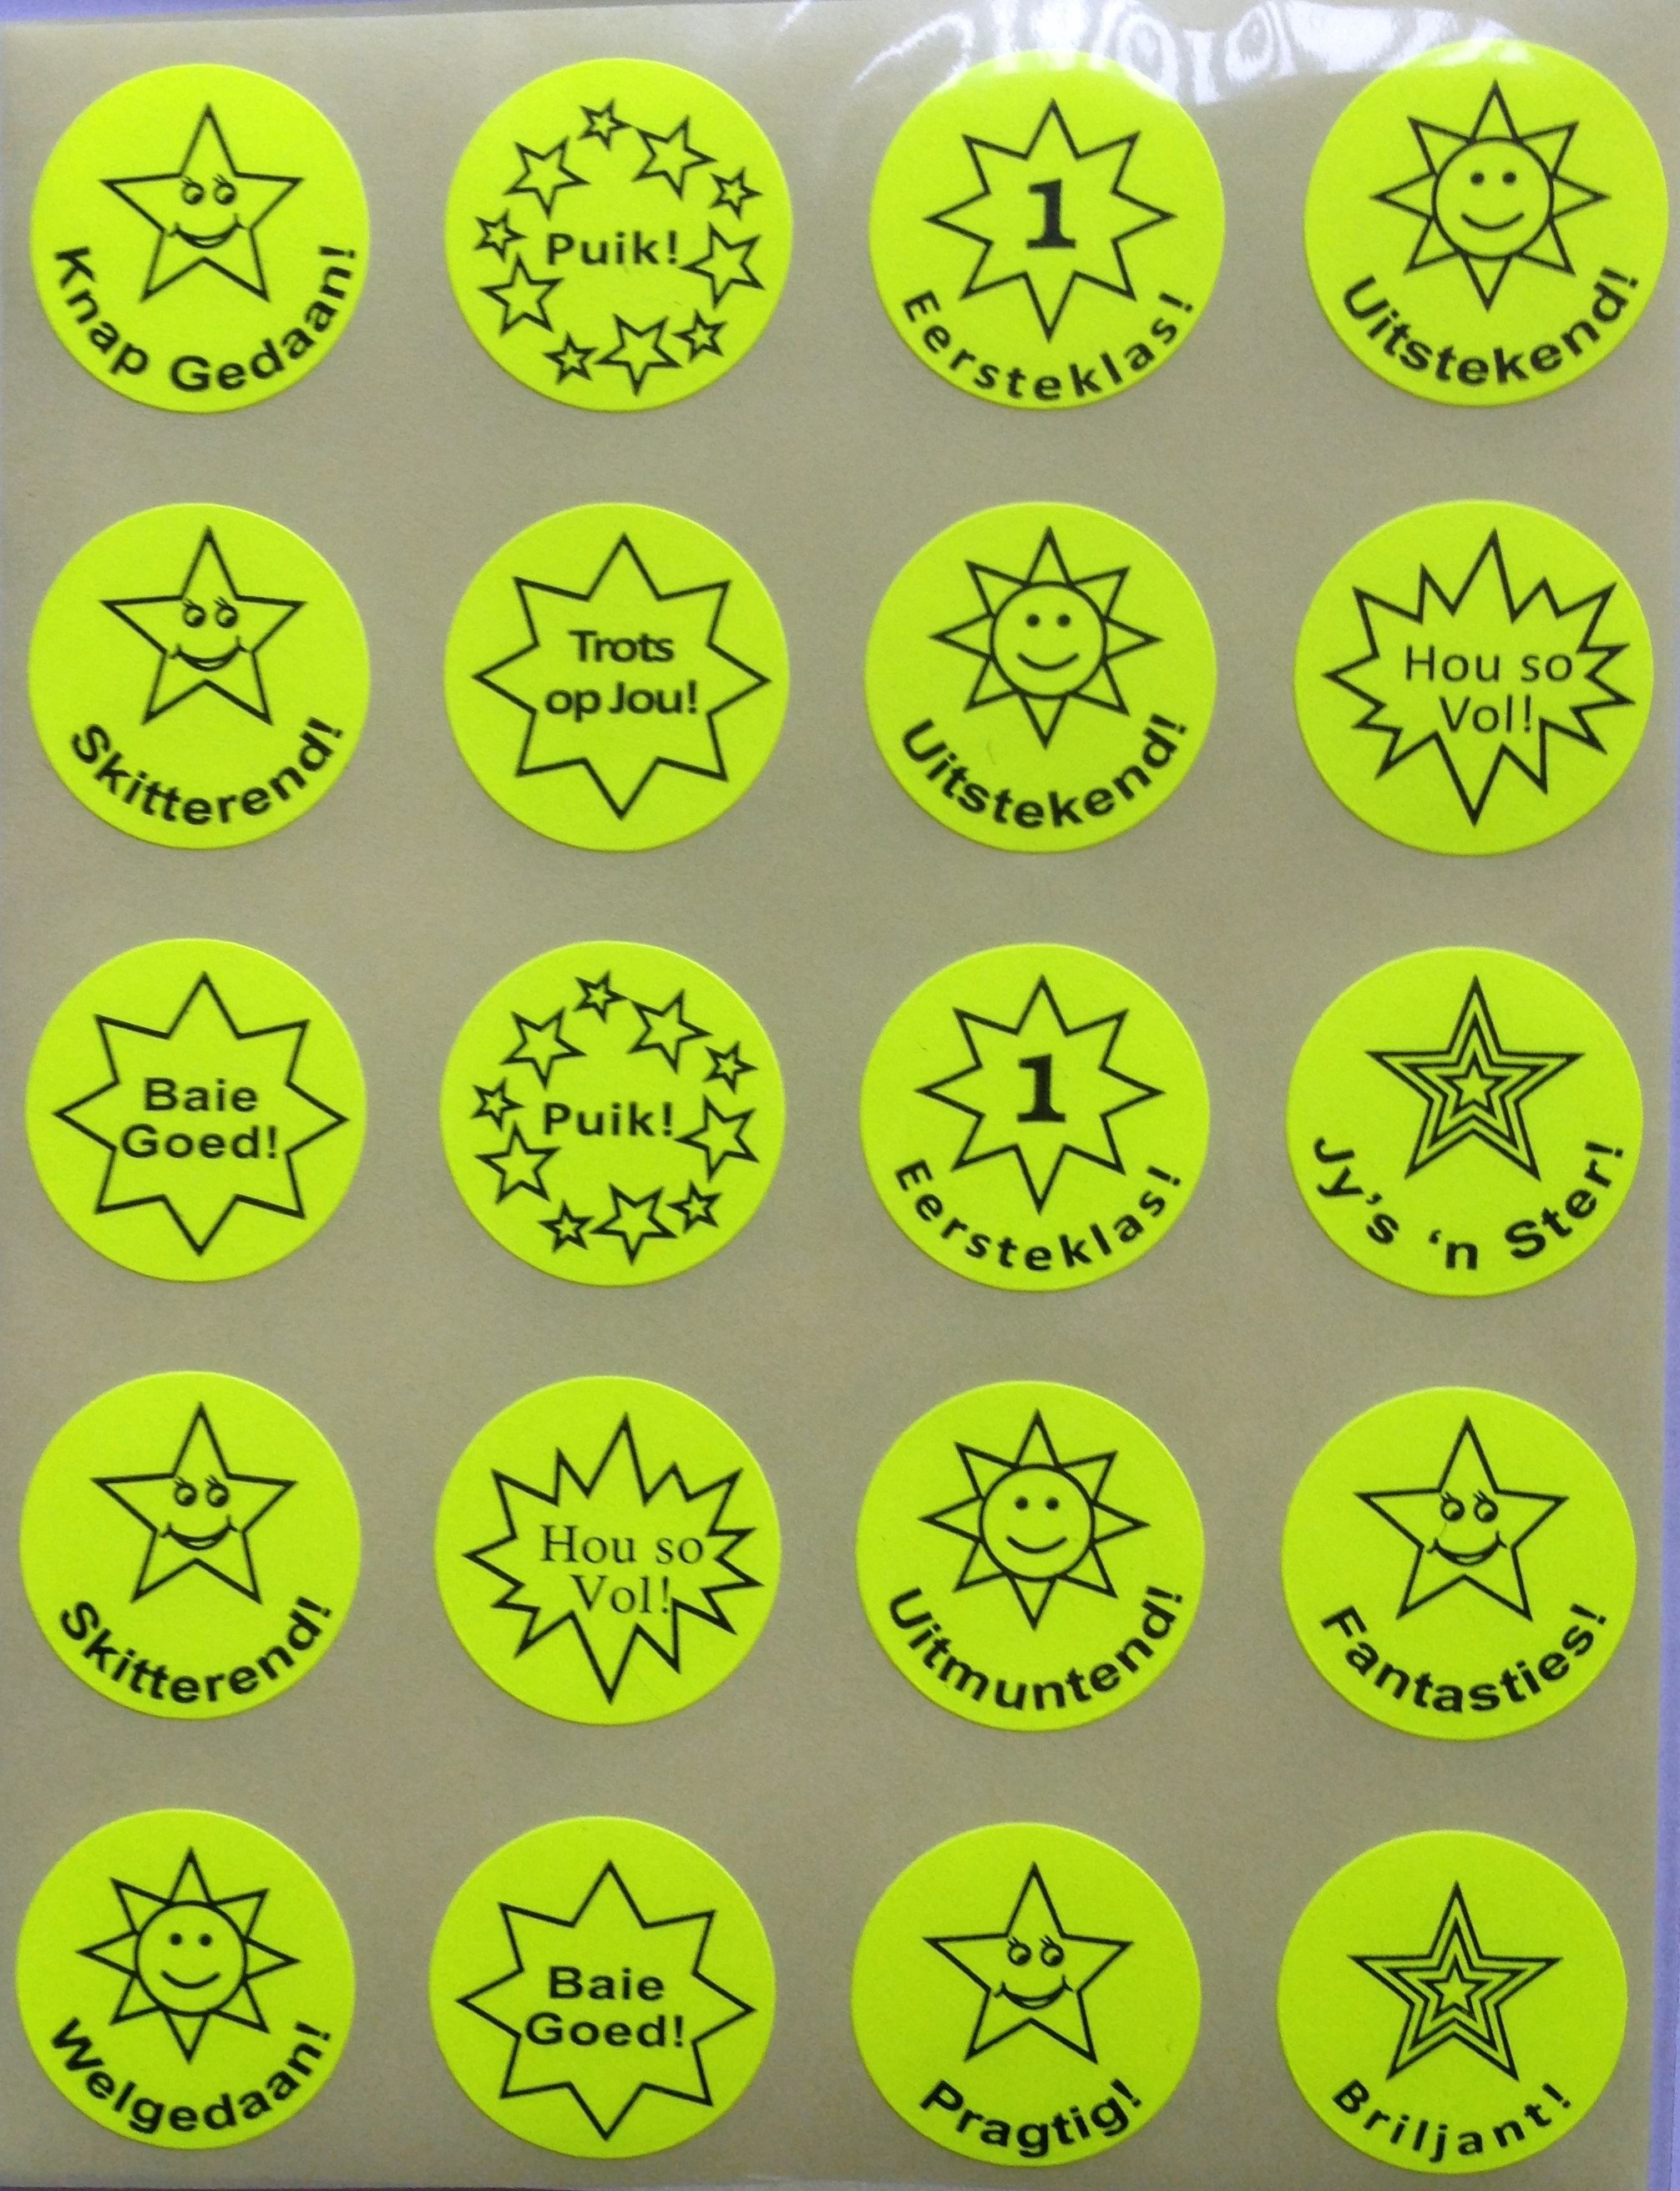 Knap Gedaan!
Puik!
1
Eersteklas!
Uitstekend!
Skitterend!
Trots
op Jou!
Uitstekend!
Hou so
Vol!
Baie
Goed!
Puik!
1
Eersteklas!
Jy's 'n Ster!
Skitterend!
Hou so
Vol!
Uitmuntend!
Fantasties!
Welgedaan!
Baie
Goed!
Pragtig!
Briljant!